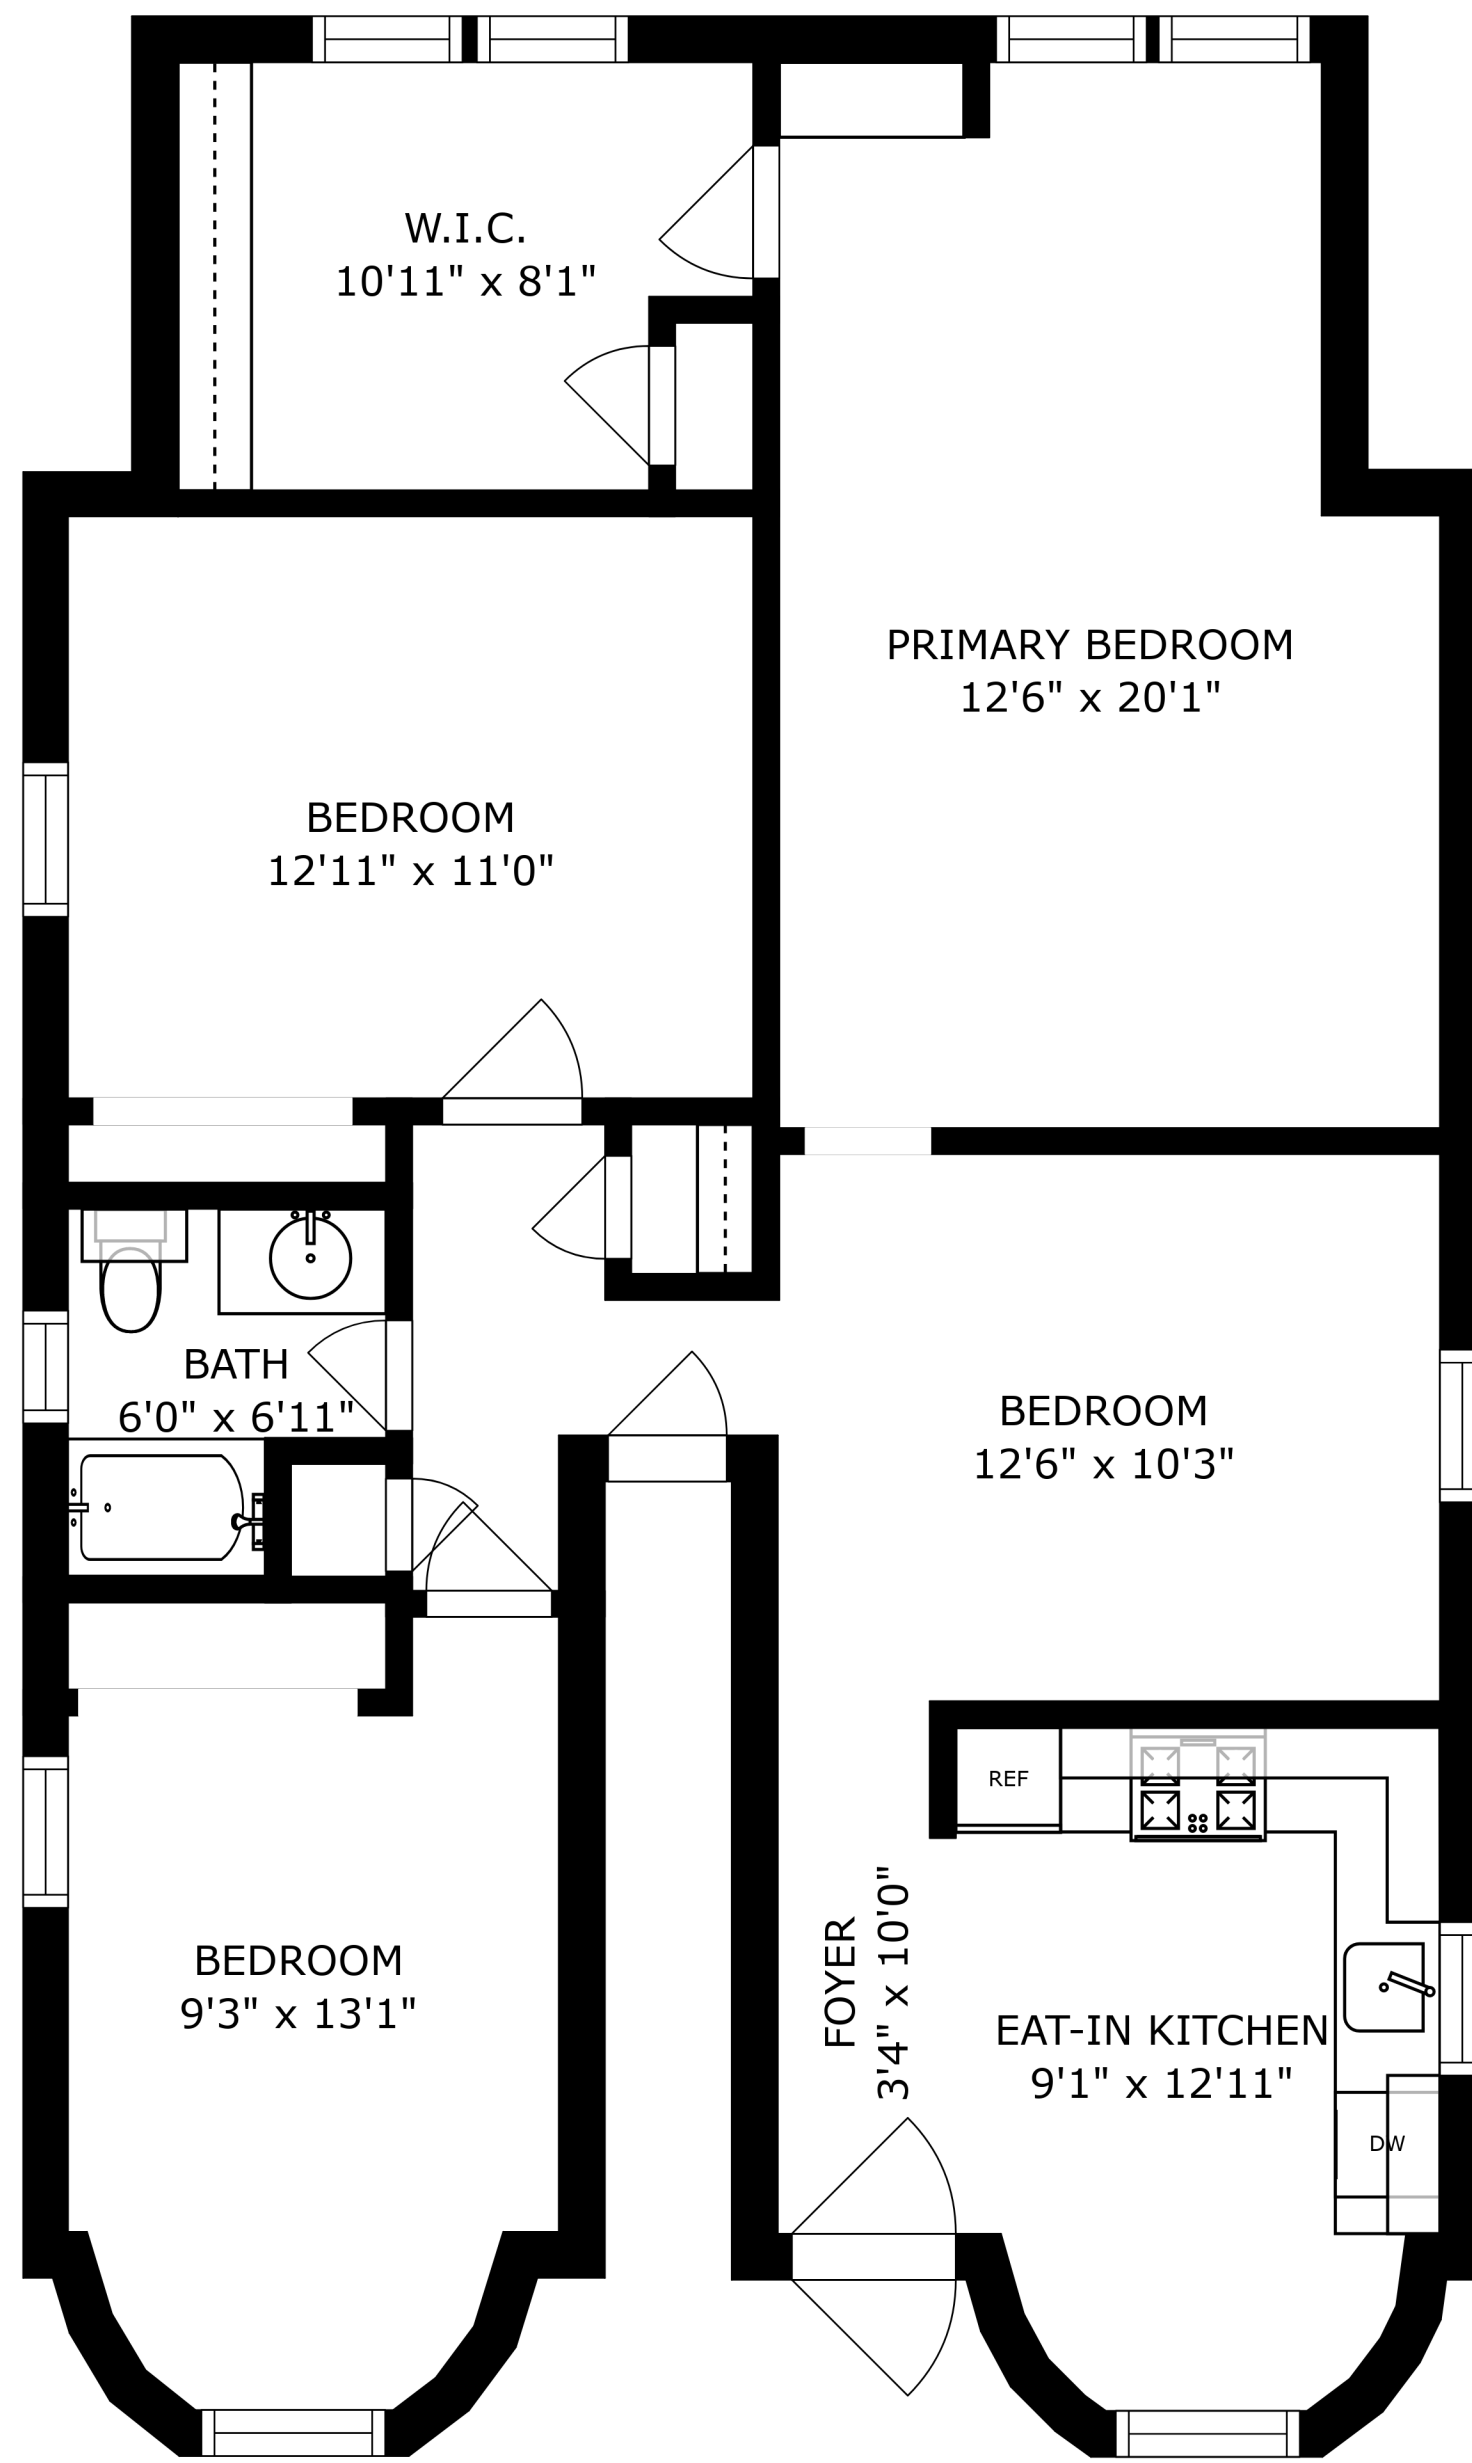 W.I.C.
10'11" x 8'1"
PRIMARY BEDROOM
12'6" x 20'1"
BEDROOM
12'11" x 11'0"
BATH
6'0" x 6'11"
BEDROOM
12'6" x 10'3"
REF
BEDROOM
9'3" x 13'1"
FOYER
3'4" x 10'0"
EAT-IN KITCHEN
9'1" x 12'11"
DW